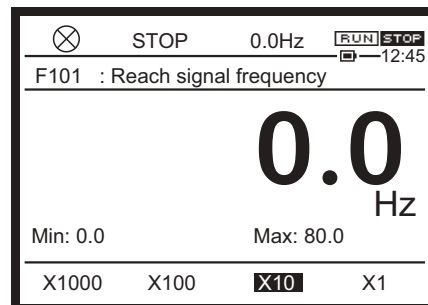 STOP 0.0Hz RUN STOP
12:45
F101 : Reach signal frequency
0.0
Hz
Min: 0.0 Max: 80.0
X1000 X100 X10 X1